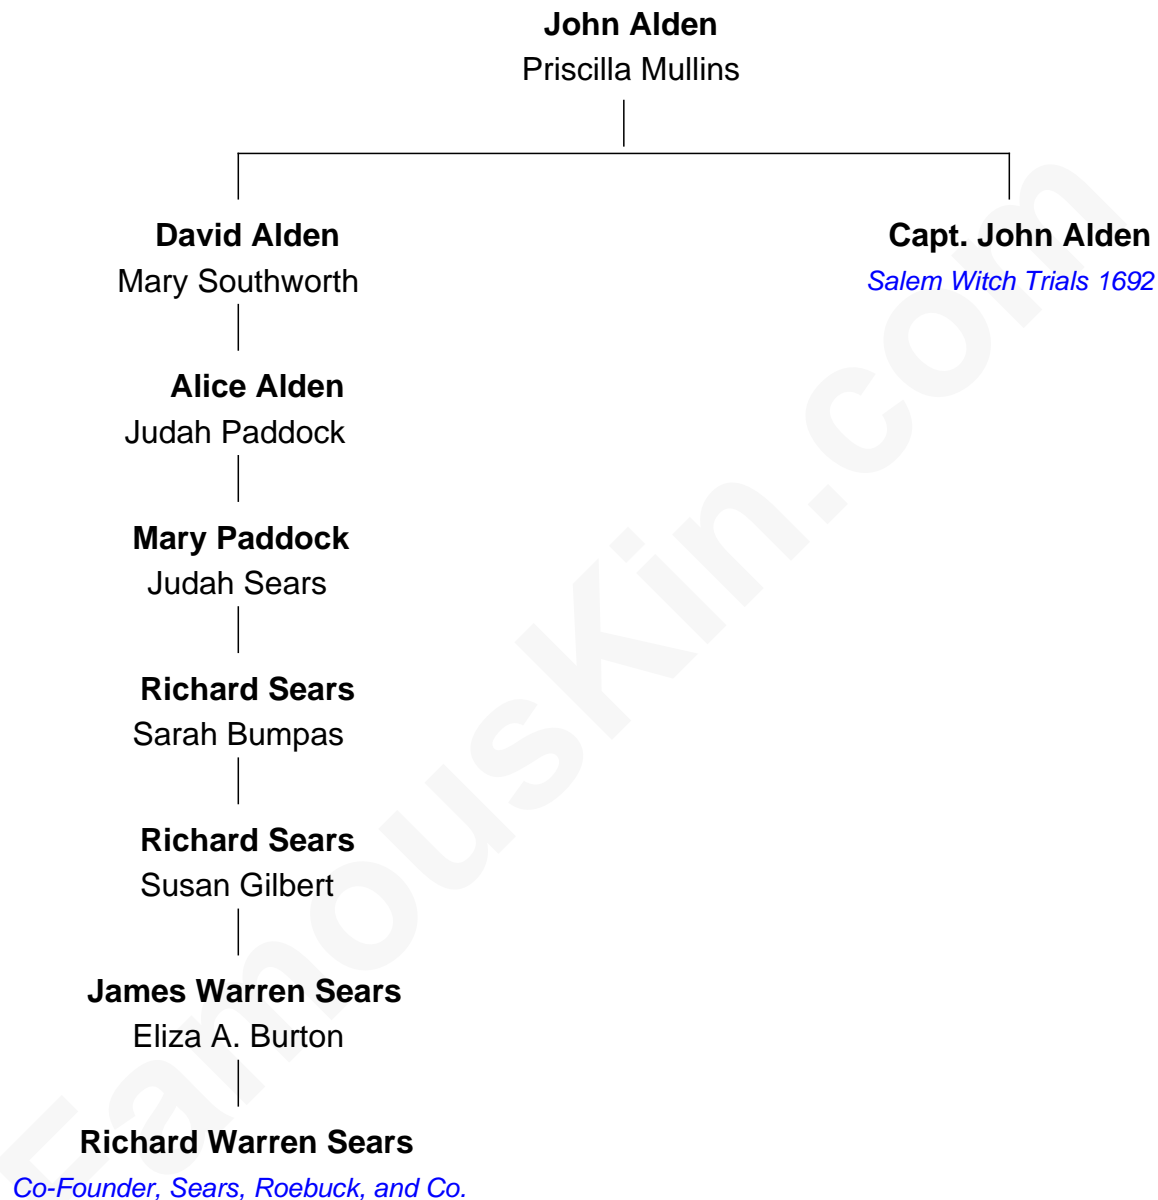 John Alden
Priscilla Mullins
David Alden
Mary Southworth
Capt. John Alden
Salem Witch Trials 1692
Alice Alden
Judah Paddock
Mary Paddock
Judah Sears
Richard Sears
Sarah Bumpas
Richard Sears
Susan Gilbert
James Warren Sears
Eliza A. Burton
Richard Warren Sears
Co-Founder, Sears, Roebuck, and Co.
FamousKin.com